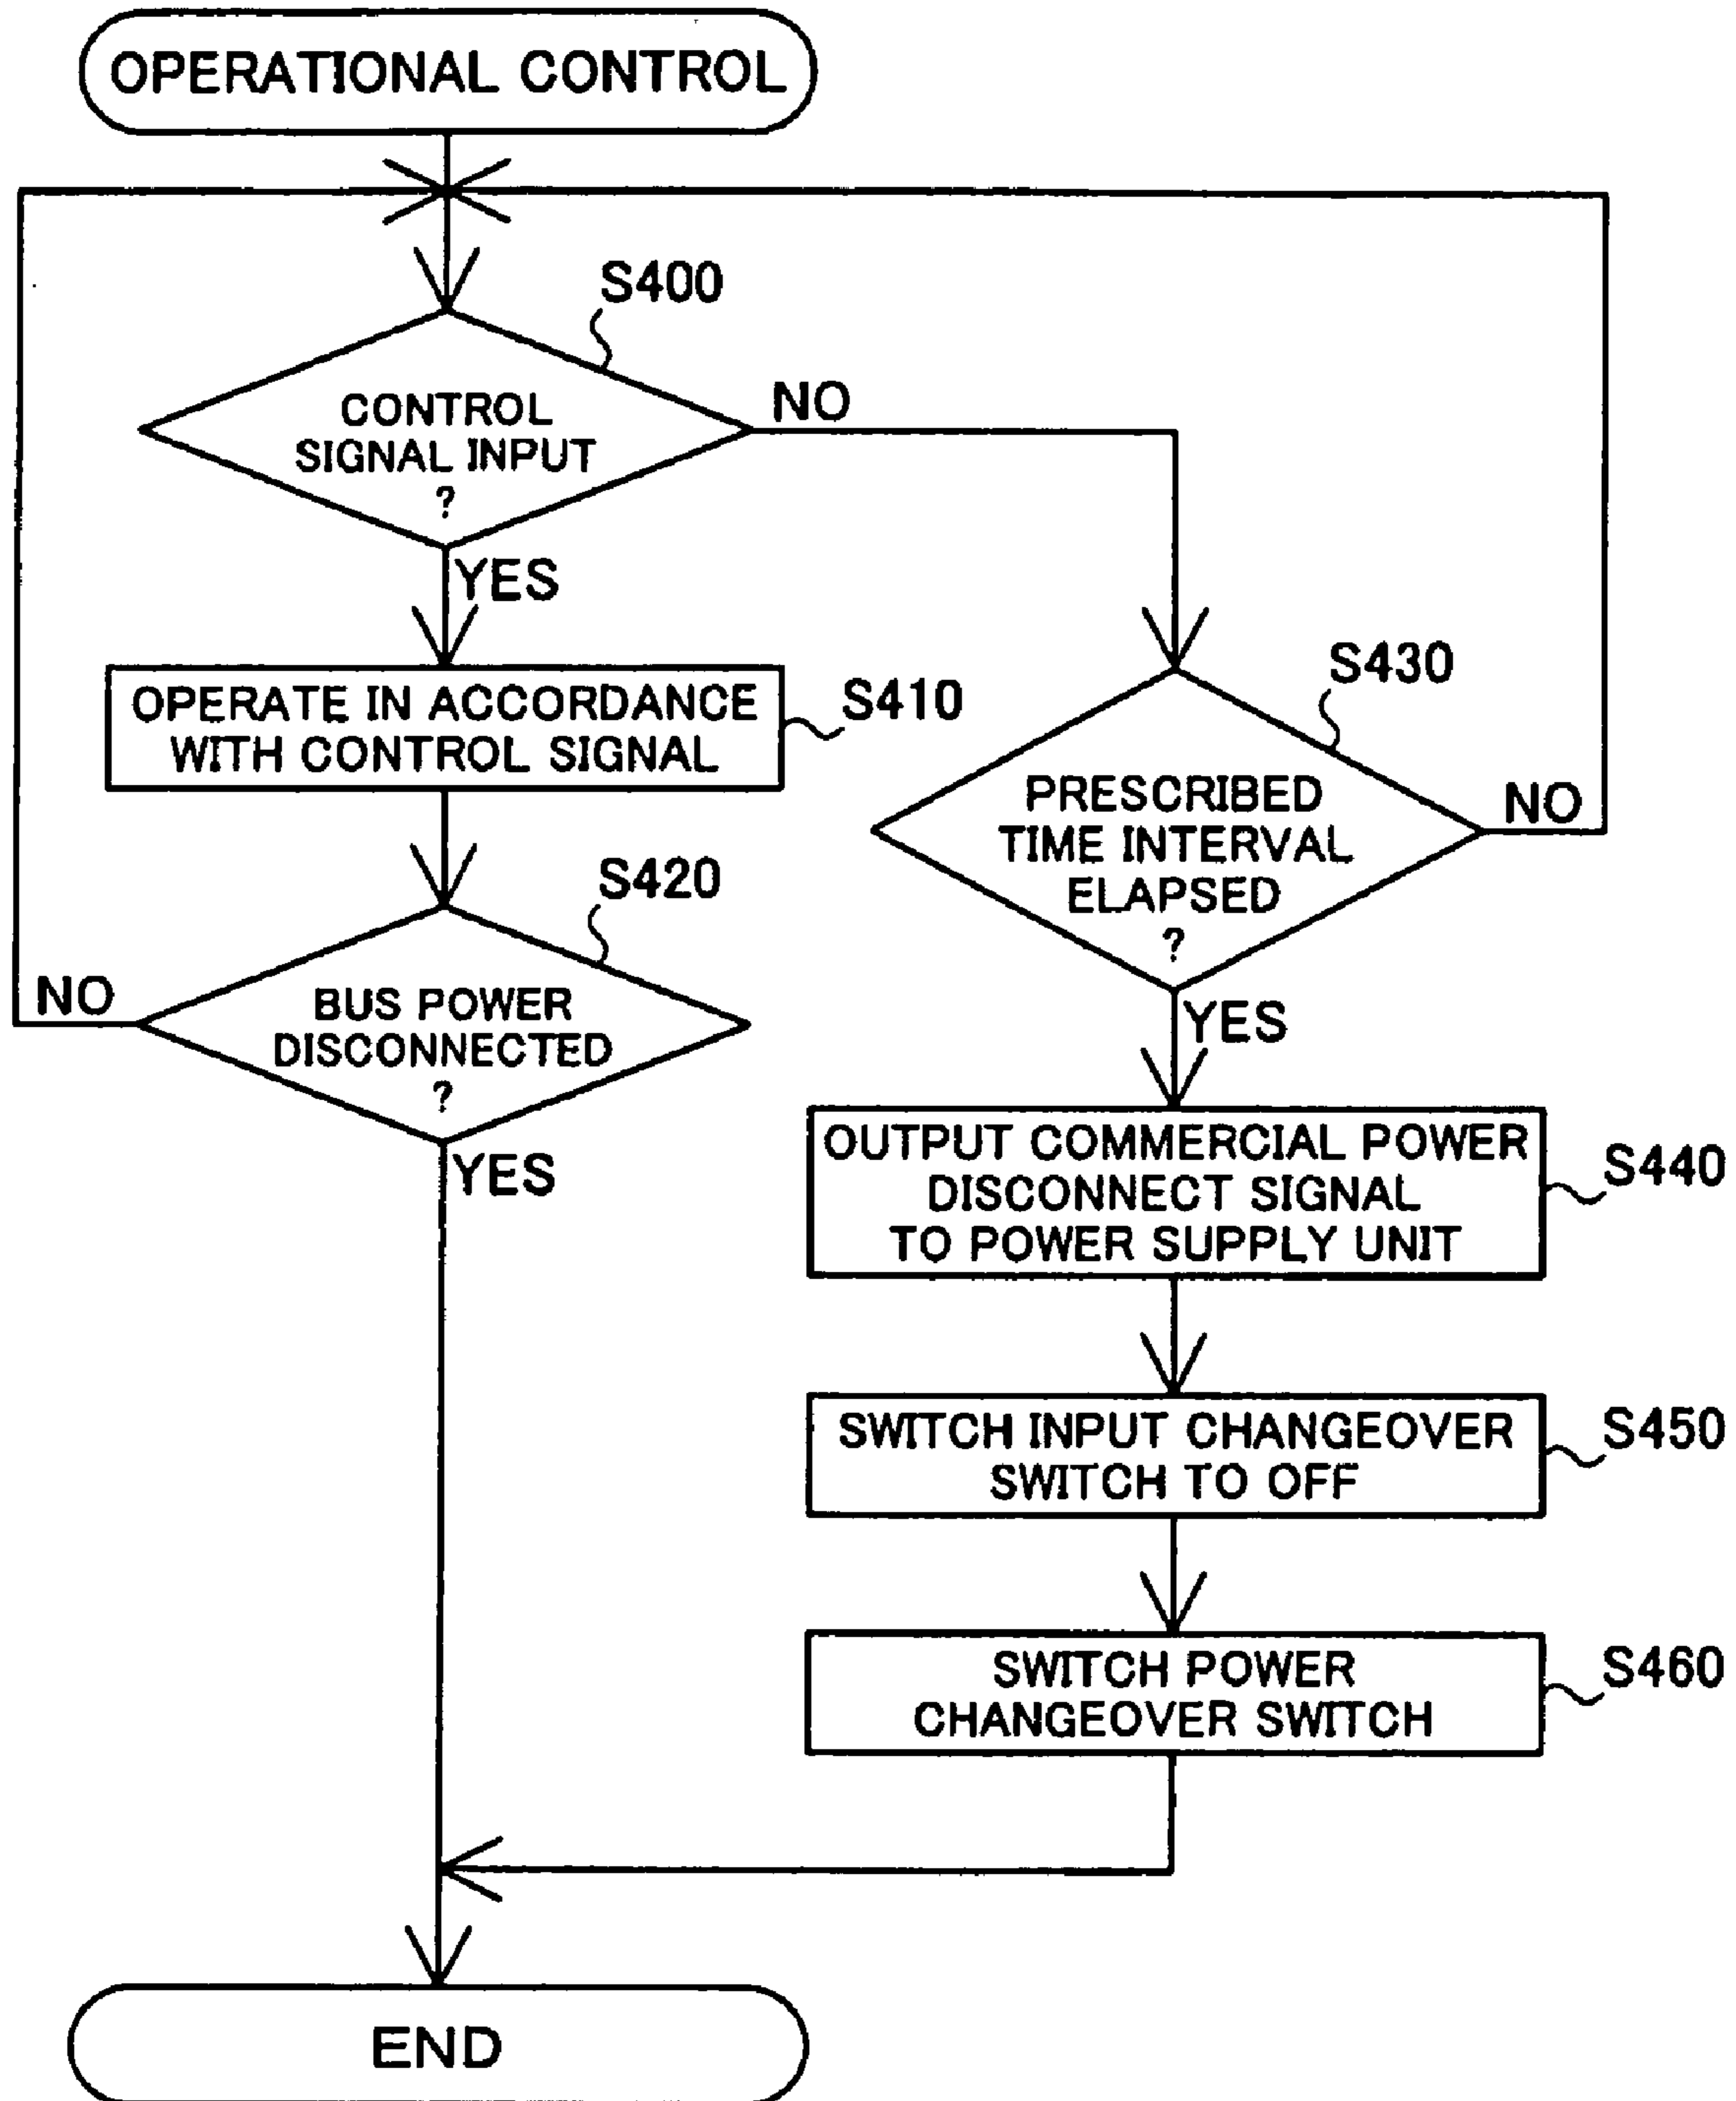 OPERATIONAL CONTROL
S400
CONTROL
SIGNAL INPUT
?
NO
YES
OPERATE IN ACCORDANCE
WITH CONTROL SIGNAL
S410
S430
PRESCRIBED
TIME INTERVAL
ELAPSED
?
NO
S420
BUS POWER
DISCONNECTED
?
NO
YES
YES
OUTPUT COMMERCIAL POWER
DISCONNECT SIGNAL
TO POWER SUPPLY UNIT
S440
SWITCH INPUT CHANGEOVER
SWITCH TO OFF
S450
SWITCH POWER
CHANGEOVER SWITCH
S460
END